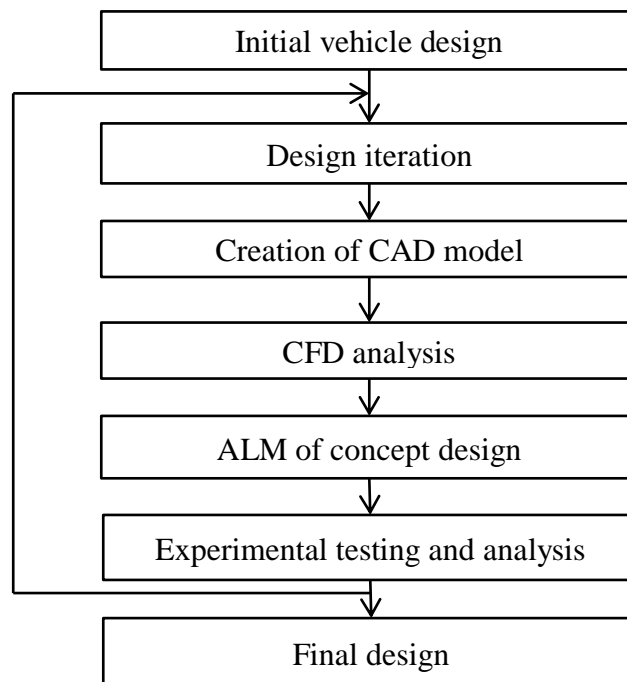 Initial vehicle design
Design iteration
Creation of CAD model
CFD analysis
ALM of concept design
Experimental testing and analysis
Final design